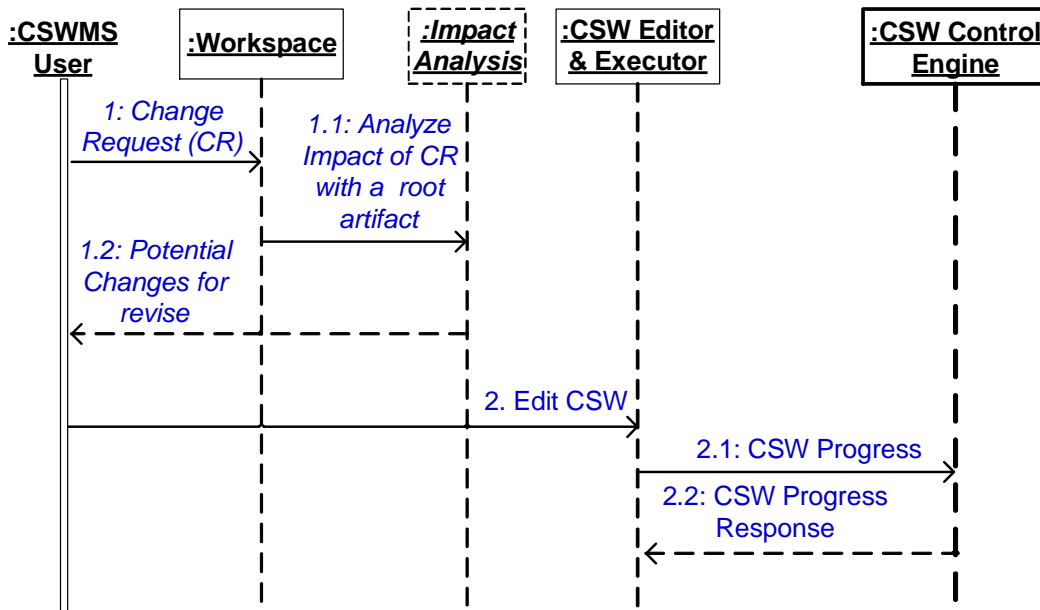 :CSWMS
User
:Workspace
:Impact
Analysis
:CSW Editor
& Executor
:CSW Control
Engine
1: Change
Request (CR)
1.1: Analyze
Impact of CR
with a root
artifact
1.2: Potential
Changes for
revise
2. Edit CSW
2.1: CSW Progress
2.2: CSW Progress
Response